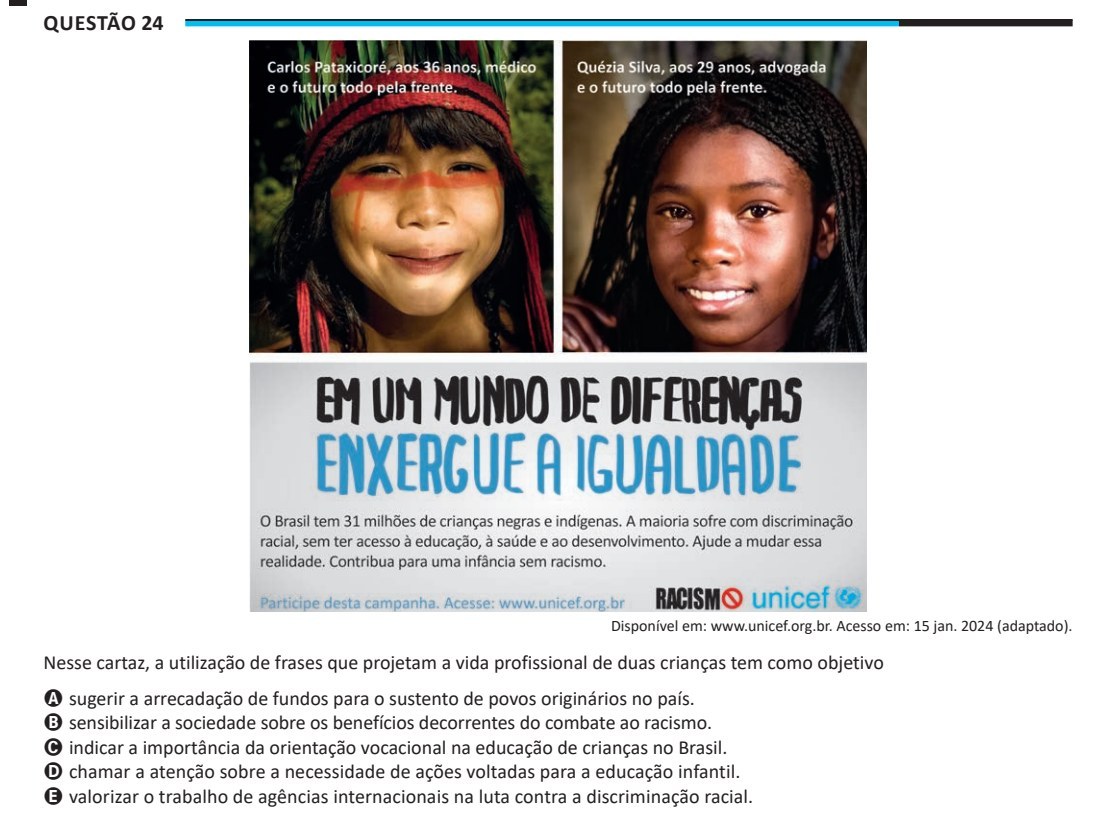 QUESTÃO 24
Carlos Pataxicoré, aos 36 anos, médico
e o futuro todo pela frente.
Quézia Silva, aos 29 anos, advogada
e o futuro todo pela frente.
EM UM MUNDO DE DIFERENÇAS
ENXERGUE A IGUALDADE
O Brasil tem 31 milhões de crianças negras e indígenas. A maioria sofre com discriminação
racial, sem ter acesso à educação, à saúde e ao desenvolvimento. Ajude a mudar essa
realidade. Contribua para uma infância sem racismo.
Participe desta campanha. Acesse: www.unicef.org.br
RACISMO unicef
Disponível em: www.unicef.org.br. Acesso em: 15 jan. 2024 (adaptado).
Nesse cartaz, a utilização de frases que projetam a vida profissional de duas crianças tem como objetivo
A sugerir a arrecadação de fundos para o sustento de povos originários no país.
B sensibilizar a sociedade sobre os benefícios decorrentes do combate ao racismo.
C indicar a importância da orientação vocacional na educação de crianças no Brasil.
D chamar a atenção sobre a necessidade de ações voltadas para a educação infantil.
E valorizar o trabalho de agências internacionais na luta contra a discriminação racial.